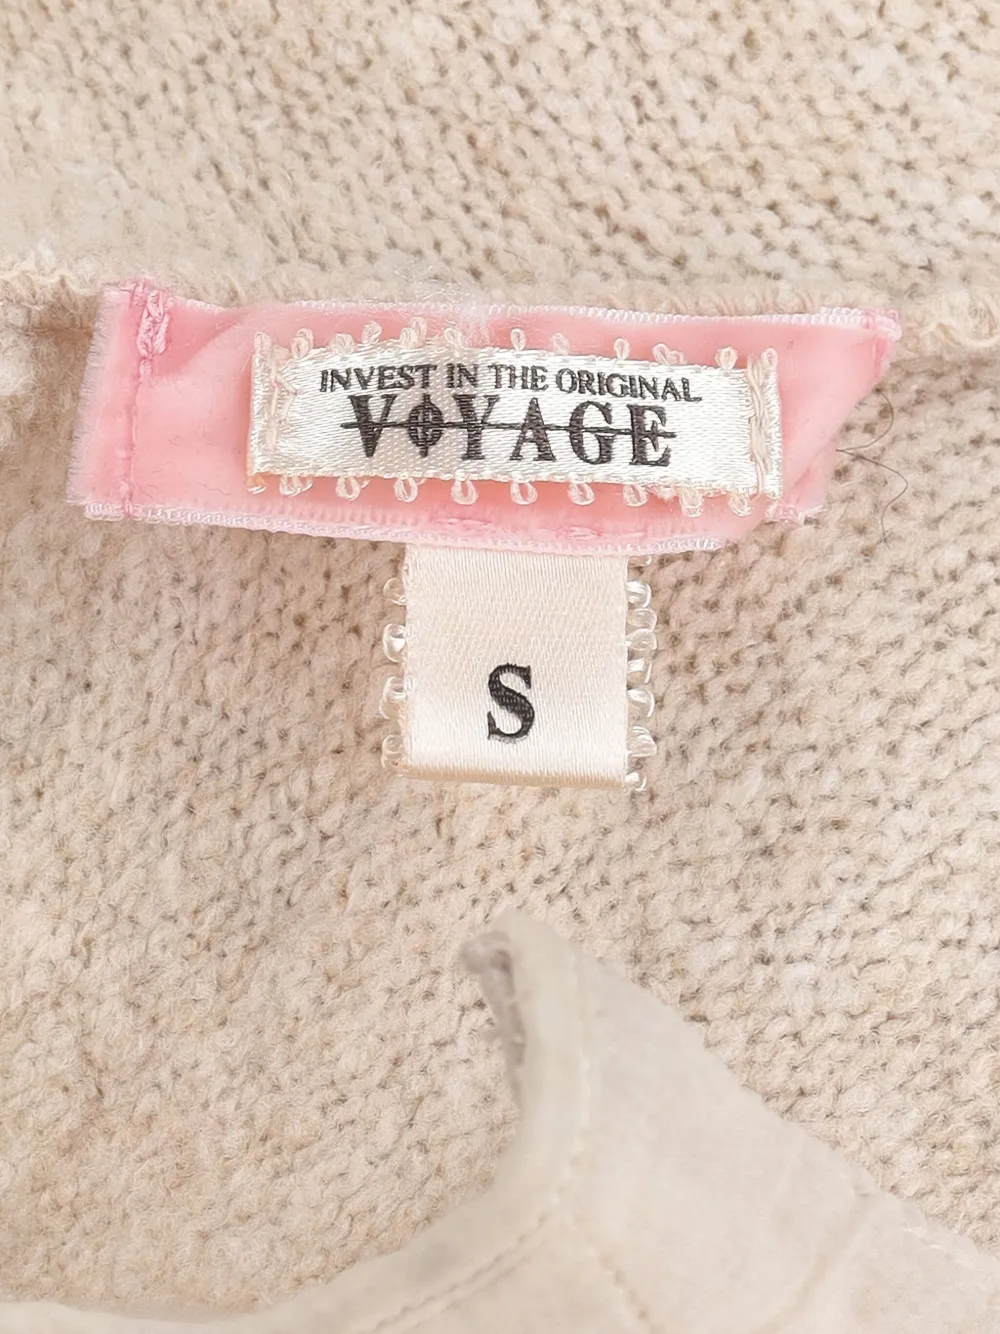 INVEST IN THE ORIGINAL
VOYAGE
S